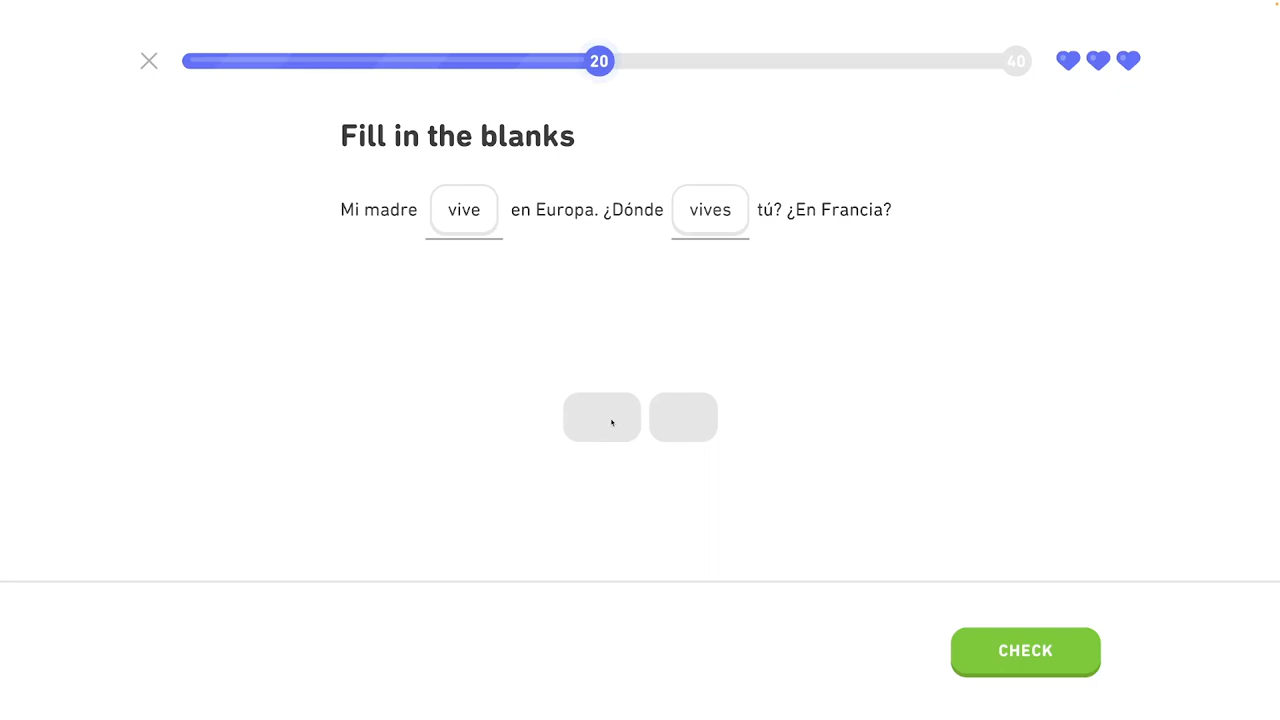 20
40
Fill in the blanks
Mi madre vive en Europa. ¿Dónde vives tú? ¿En Francia?
CHECK